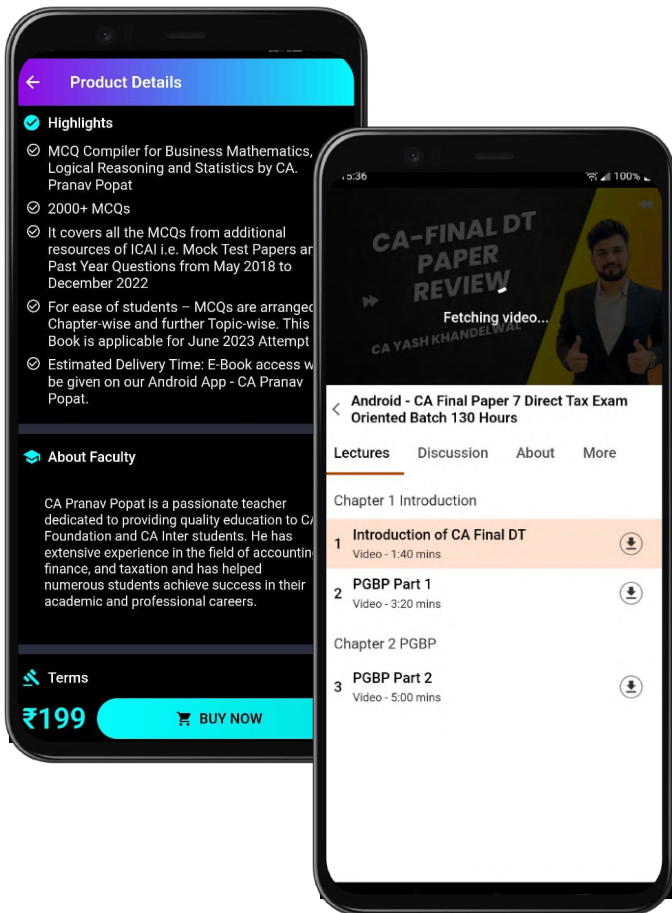 Product Details
Highlights
MCQ Compiler for Business Mathematics,
Logical Reasoning and Statistics by CA.
Pranav Popat
2000+ MCQs
It covers all the MCQs from additional
resources of ICAI i.e. Mock Test Papers
Past Year Questions from May 2018 to
December 2022
For ease of students – MCQs are arranged
Chapter-wise and further Topic-wise. This
Book is applicable for June 2023 Attempt
Estimated Delivery Time: E-Book access
be given on our Android App - CA Pranav
Popat.
About Faculty
CA Pranav Popat is a passionate teacher
dedicated to providing quality education to
Foundation and CA Inter students. He has
extensive experience in the field of
finance, and taxation and has helped
numerous students achieve success in their
academic and professional careers.
Terms
₹199
BUY NOW
100%
CA-FINAL DT
PAPER
REVIEW
Fetching video...
CA YASH KHANDELWAL
Android - CA Final Paper 7 Direct Tax Exam
Oriented Batch 130 Hours
Lectures Discussion About More
Chapter 1 Introduction
1 Introduction of CA Final DT
Video - 1:40 mins
2 PGBP Part 1
Video - 3:20 mins
Chapter 2 PGBP
3 PGBP Part 2
Video - 5:00 mins